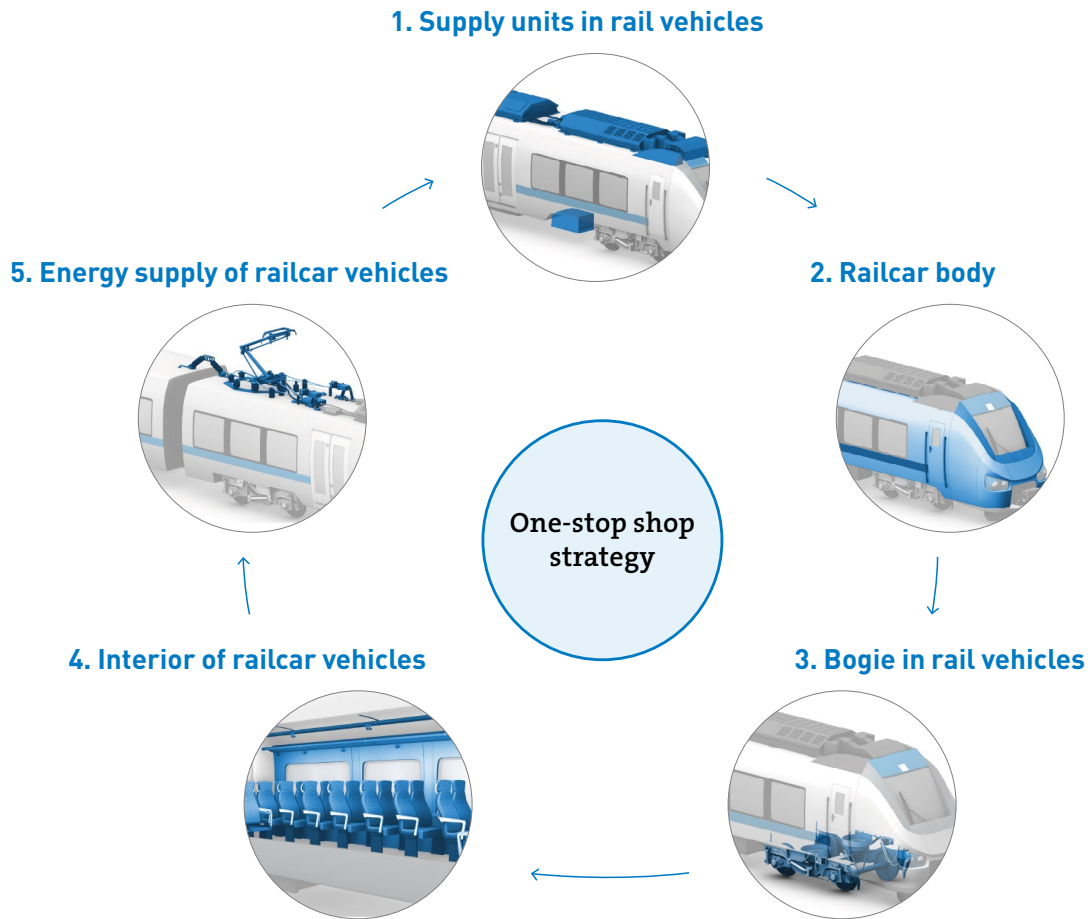 1. Supply units in rail vehicles
5. Energy supply of railcar vehicles
2. Railcar body
One-stop shop
strategy
4. Interior of railcar vehicles
3. Bogie in rail vehicles